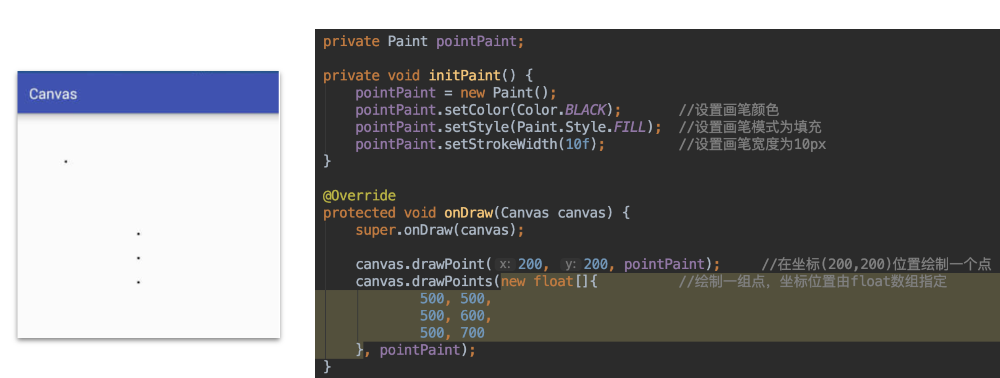 Canvas
private Paint pointPaint;
private void initPaint() {
pointPaint = new Paint();
pointPaint.setColor(Color.BLACK); //设置画笔颜色
pointPaint.setStyle(Paint.Style.FILL); //设置画笔模式为填充
pointPaint.setStrokeWidth(10f); //设置画笔宽度为10px
}
@Override
protected void onDraw(Canvas canvas) {
super.onDraw(canvas);
canvas.drawPoint( x: 200, y: 200, pointPaint); //在坐标(200,200)位置绘制一个点
canvas.drawPoints(new float[]{ //绘制一组点，坐标位置由float数组指定
500, 500,
500, 600,
500, 700
}, pointPaint);
}